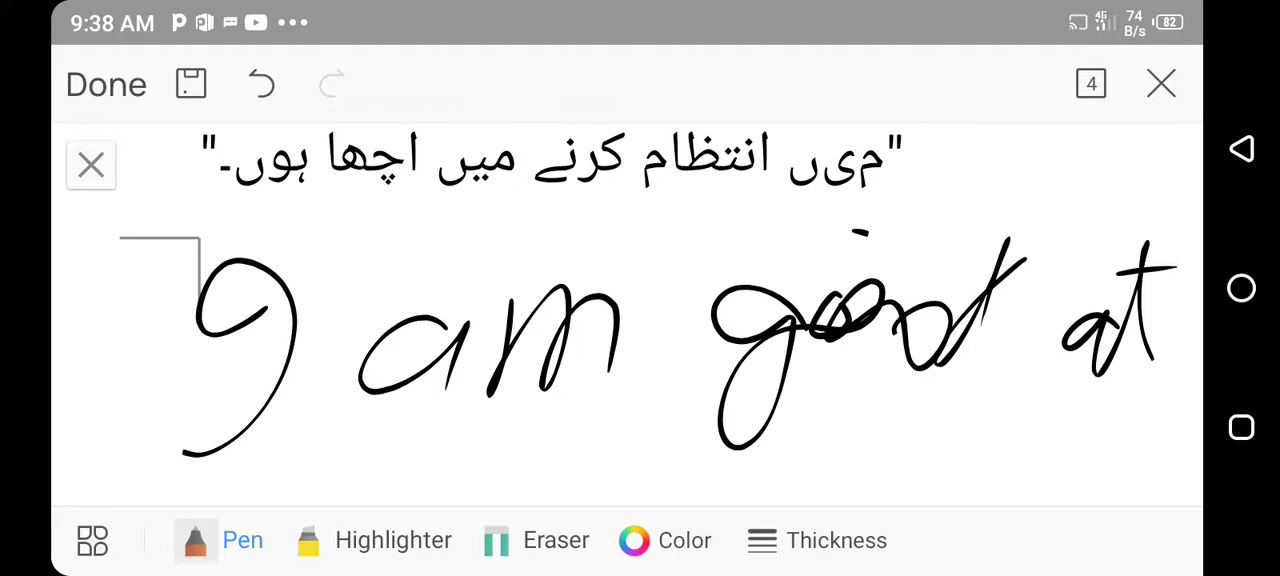 9:38 AM
4G 74 B/s 82
Done 4
"میں انتظام کرنے میں اچھا ہوں۔"
I am good at
Pen Highlighter Eraser Color Thickness